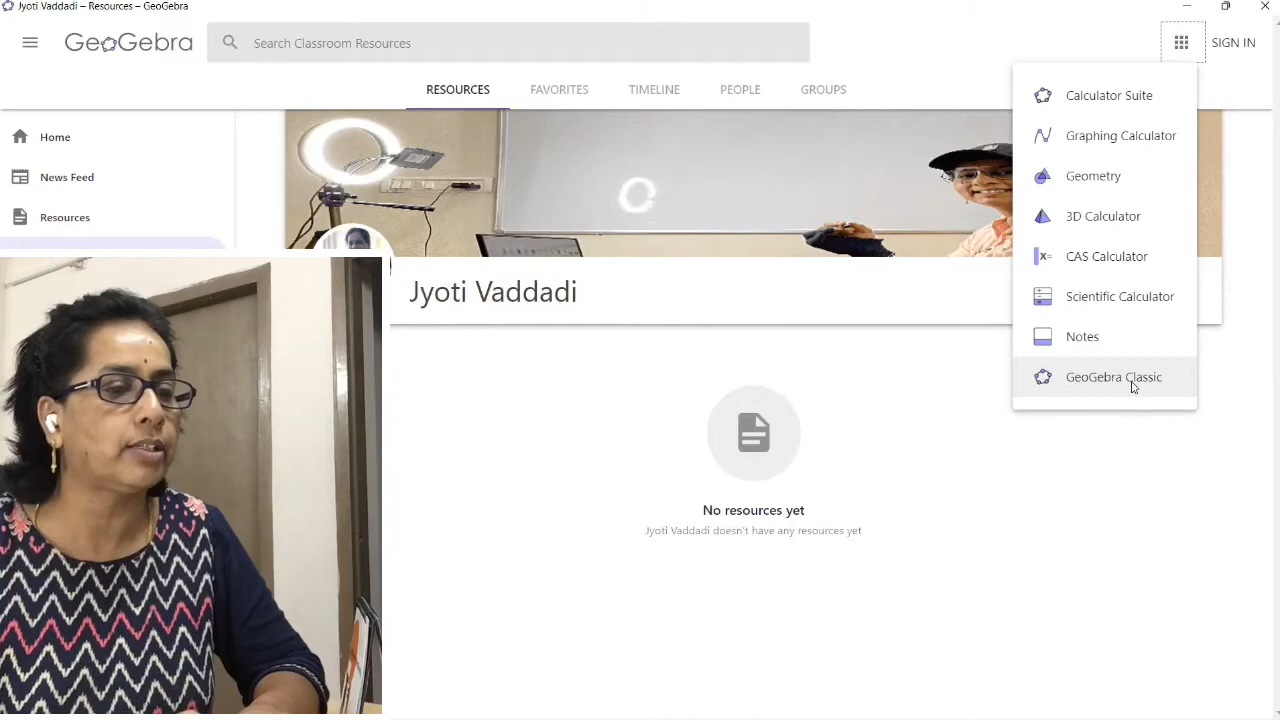 Jyoti Vaddadi – Resources – GeoGebra
GeoGebra
Search Classroom Resources
SIGN IN
RESOURCES
FAVORITES
TIMELINE
PEOPLE
GROUPS
Home
News Feed
Resources
Calculator Suite
Graphing Calculator
Geometry
3D Calculator
CAS Calculator
Scientific Calculator
Notes
GeoGebra Classic
Jyoti Vaddadi
No resources yet
Jyoti Vaddadi doesn't have any resources yet